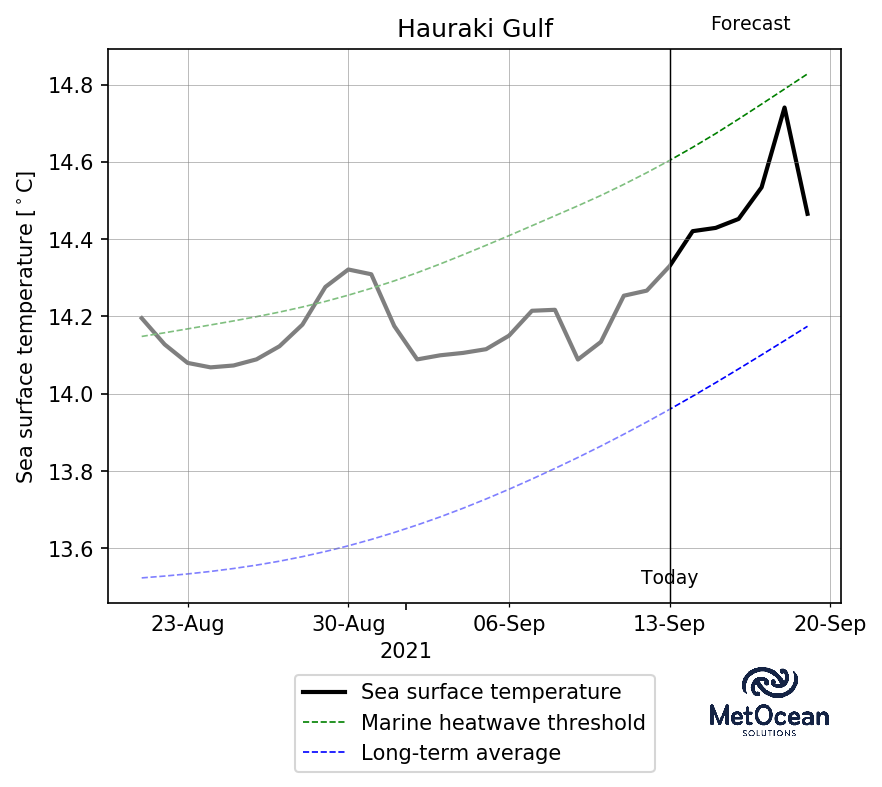 Hauraki Gulf
Forecast
Sea surface temperature [°C]
14.8
14.6
14.4
14.2
14.0
13.8
13.6
Today
23-Aug
30-Aug
06-Sep
13-Sep
20-Sep
2021
Sea surface temperature
Marine heatwave threshold
Long-term average
MetOcean
SOLUTIONS